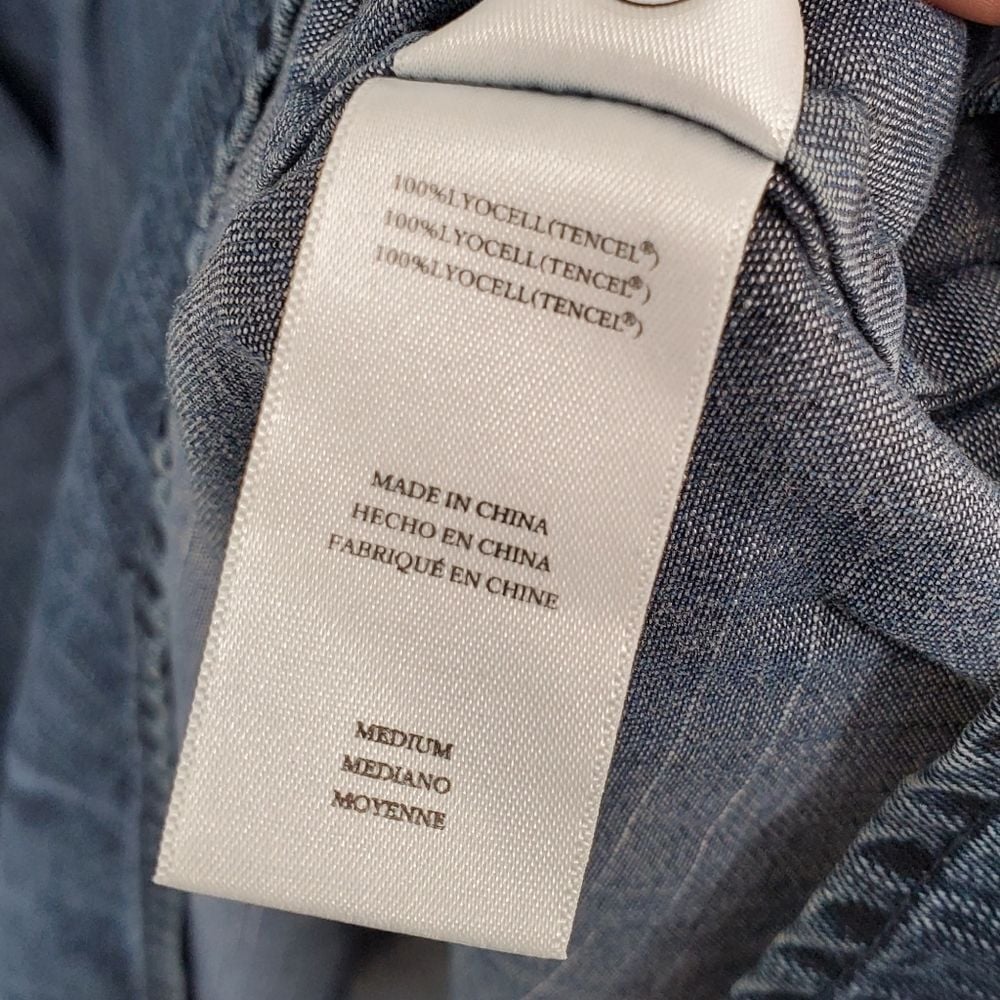 100%LYOCELL(TENCEL®)
100%LYOCELL(TENCEL®)
100%LYOCELL(TENCEL®)
MADE IN CHINA
HECHO EN CHINA
FABRIQUÉ EN CHINE
MEDIUM
MEDIANO
MOYENNE